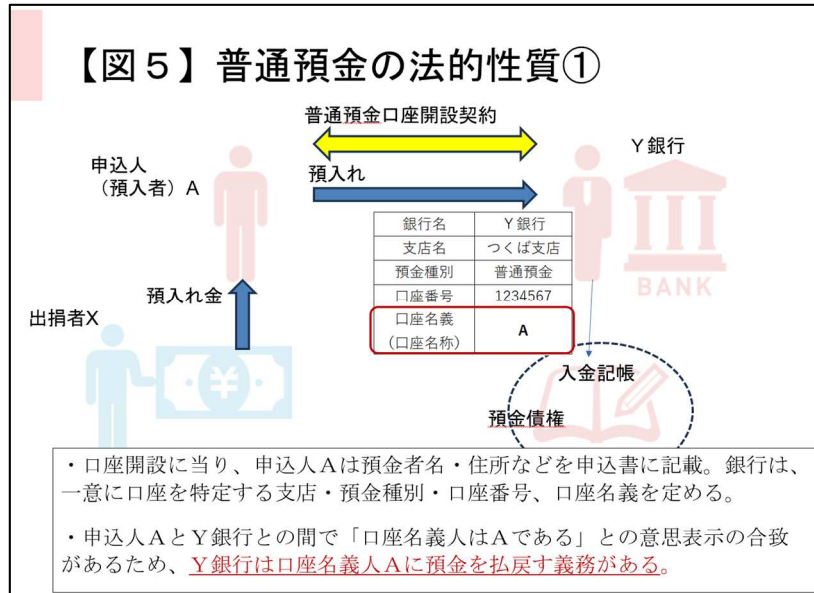 【図５】普通預金の法的性質①
普通預金口座開設契約
Ｙ銀行
申込人
（預入者）Ａ
預入れ
銀行名 Ｙ銀行
支店名 つくば支店
預金種別 普通預金
口座番号 1234567
口座名義
（口座名称） A
BANK
預入れ金
出捐者X
¥
入金記帳
預金債権
・口座開設に当り、申込人Ａは預金者名・住所などを申込書に記載。銀行は、
一意に口座を特定する支店・預金種別・口座番号、口座名義を定める。
・申込人ＡとＹ銀行との間で「口座名義人はＡである」との意思表示の合致
があるため、Ｙ銀行は口座名義人Ａに預金を払戻す義務がある。